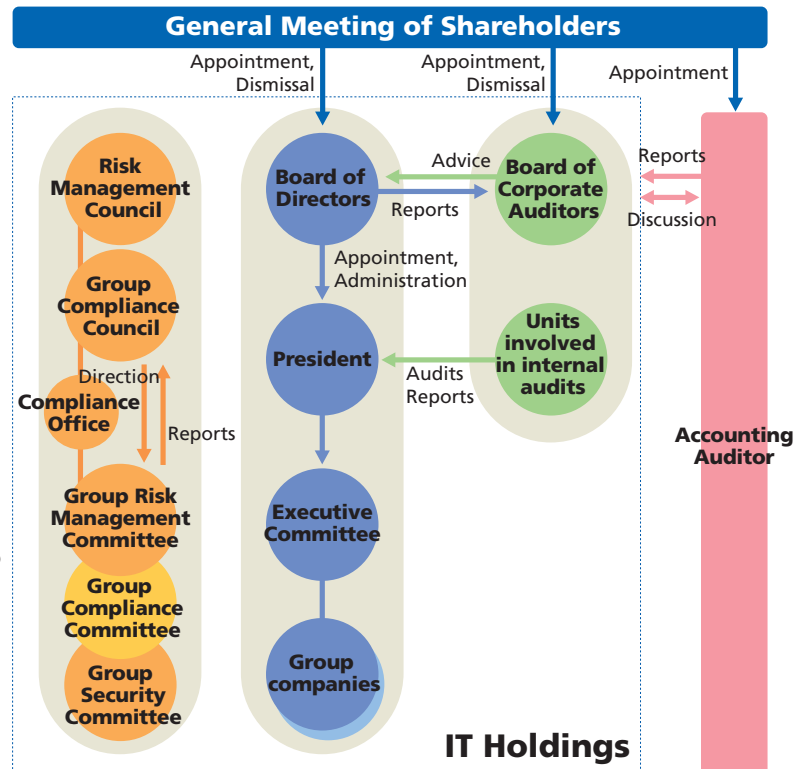 General Meeting of Shareholders
Appointment,
Dismissal
Appointment,
Dismissal
Appointment
Risk
Management
Council
Group
Compliance
Council
Direction
Compliance
Office
Reports
Group Risk
Management
Committee
Group
Compliance
Committee
Group
Security
Committee
Board of
Directors
Advice
Reports
Board of
Corporate
Auditors
Reports
Discussion
Appointment,
Administration
President
Audits
Reports
Units
involved
in internal
audits
Executive
Committee
Group
companies
Accounting
Auditor
IT Holdings